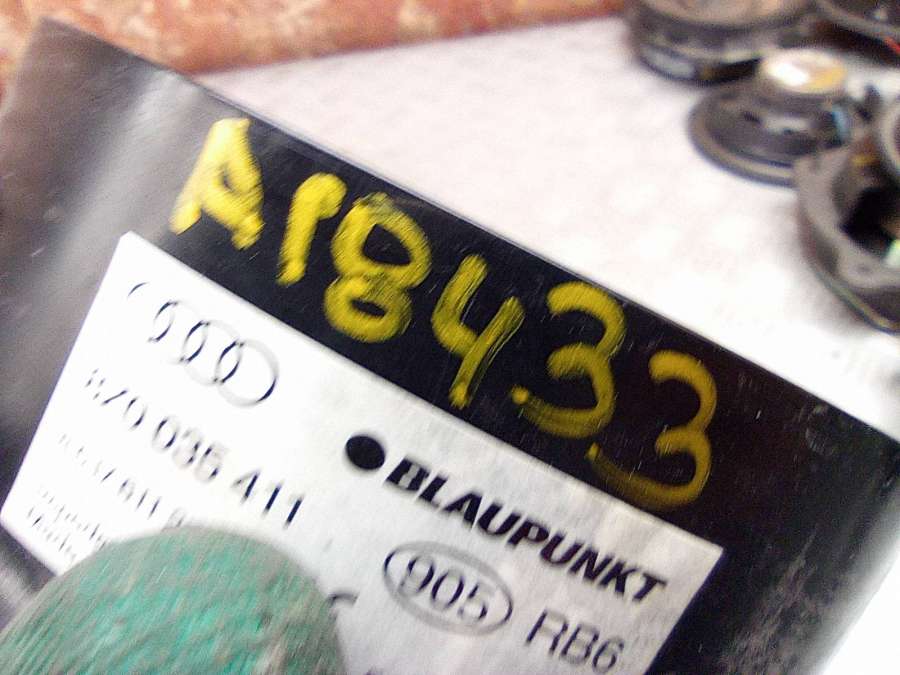 A18433
8Z0 035 411
BLAUPUNKT
905 RB6